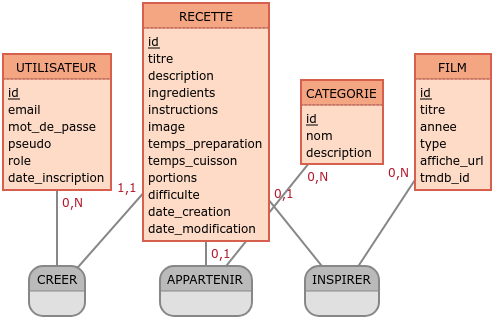 UTILISATEUR
id
email
mot_de_passe
pseudo
role
date_inscription
RECETTE
id
titre
description
ingredients
instructions
image
temps_preparation
temps_cuisson
portions
difficulte
date_creation
date_modification
CATEGORIE
id
nom
description
FILM
id
titre
annee
type
affiche_url
tmdb_id
0,N
1,1
0,1
0,N
0,1
0,N
CREER
APPARTENIR
INSPIRER